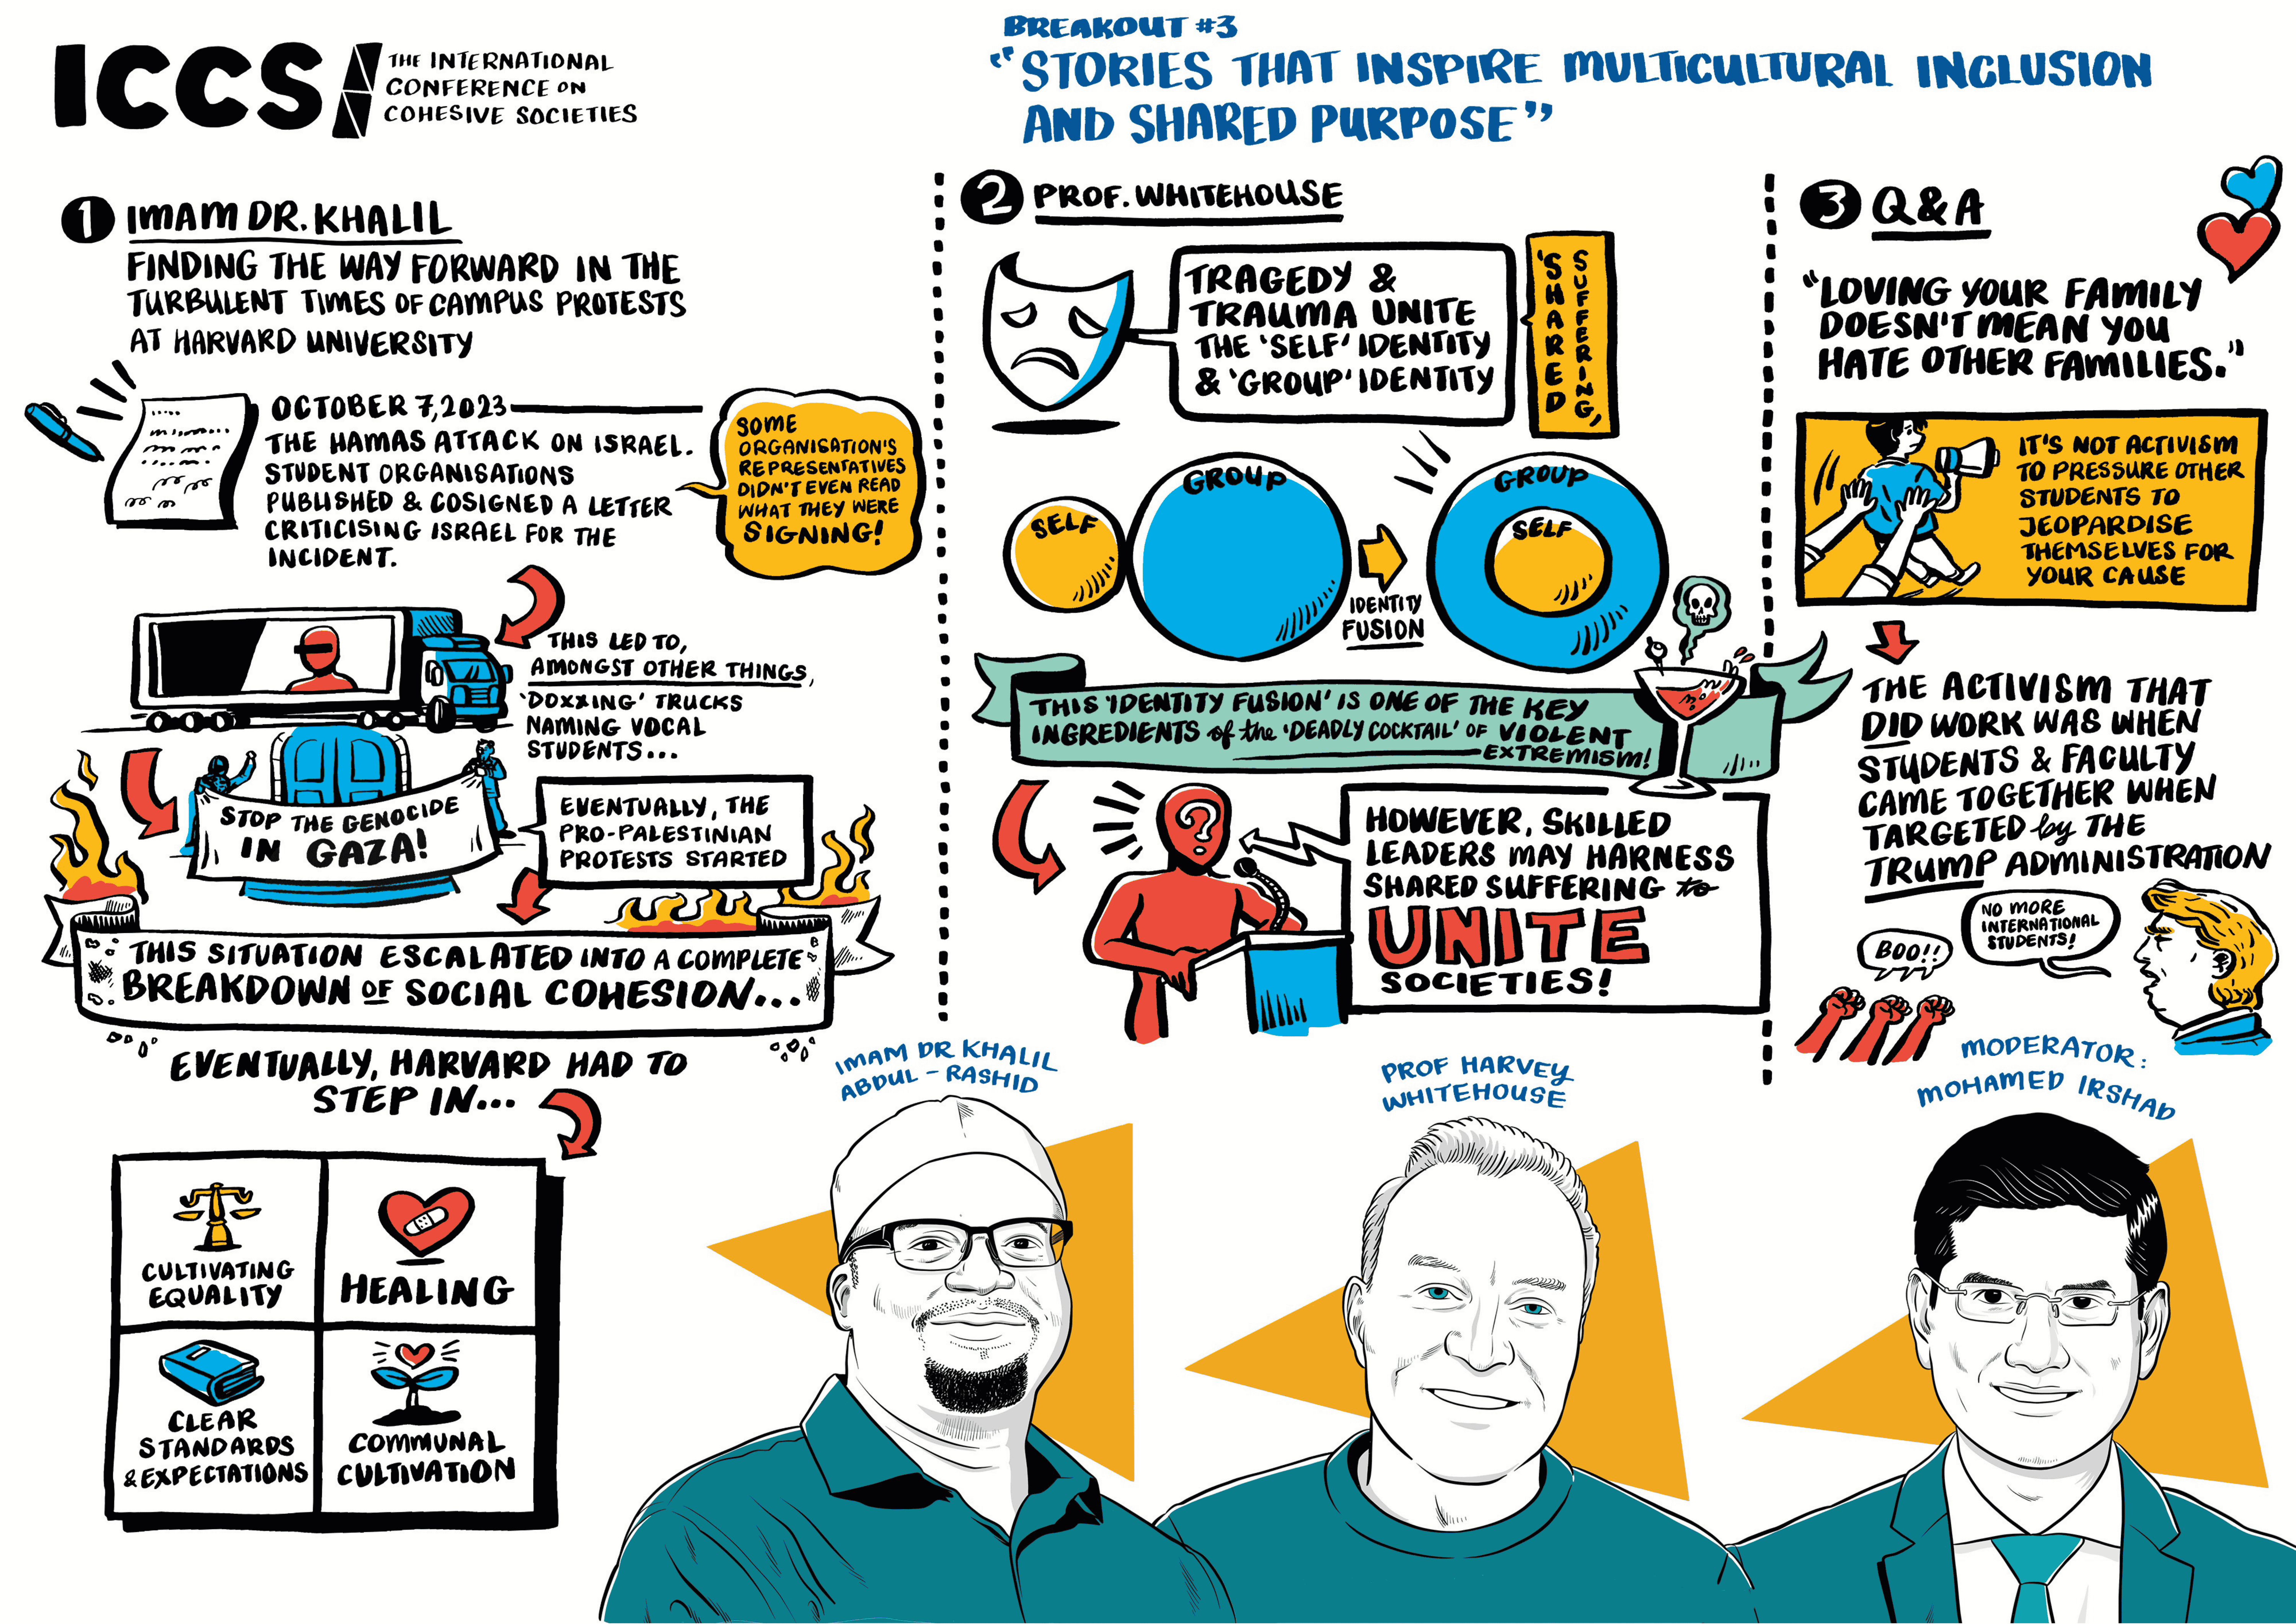 ICCS
THE INTERNATIONAL
CONFERENCE ON
COHESIVE SOCIETIES
BREAKOUT #3
"STORIES THAT INSPIRE MULTICULTURAL INCLUSION
AND SHARED PURPOSE"
1 IMAM DR. KHALIL
FINDING THE WAY FORWARD IN THE
TURBULENT TIMES OF CAMPUS PROTESTS
AT HARVARD UNIVERSITY
OCTOBER 7, 2023
THE HAMAS ATTACK ON ISRAEL.
STUDENT ORGANISATIONS
PUBLISHED & COSIGNED A LETTER
CRITICISING ISRAEL FOR THE
INCIDENT.
SOME
ORGANISATION'S
REPRESENTATIVES
DIDN'T EVEN READ
WHAT THEY WERE
SIGNING!
THIS LED TO,
AMONGST OTHER THINGS,
'DOXXING' TRUCKS
NAMING VOCAL
STUDENTS...
STOP THE GENOCIDE
IN GAZA!
EVENTUALLY, THE
PRO-PALESTINIAN
PROTESTS STARTED
THIS SITUATION ESCALATED INTO A COMPLETE
BREAKDOWN OF SOCIAL COHESION...
EVENTUALLY, HARVARD HAD TO
STEP IN...
CULTIVATING
EQUALITY
HEALING
CLEAR
STANDARDS
& EXPECTATIONS
COMMUNAL
CULTIVATION
2 PROF. WHITEHOUSE
TRAGEDY &
TRAUMA UNITE
THE 'SELF' IDENTITY
& 'GROUP' IDENTITY
'SHARED
SUFFERING,
SELF
GROUP
IDENTITY
FUSION
GROUP
SELF
THIS 'IDENTITY FUSION' IS ONE OF THE KEY
INGREDIENTS of the 'DEADLY COCKTAIL' OF VIOLENT
EXTREMISM!
?
HOWEVER, SKILLED
LEADERS MAY HARNESS
SHARED SUFFERING to
UNITE
SOCIETIES!
3 Q&A
"LOVING YOUR FAMILY
DOESN'T MEAN YOU
HATE OTHER FAMILIES."
IT'S NOT ACTIVISM
TO PRESSURE OTHER
STUDENTS TO
JEOPARDISE
THEMSELVES FOR
YOUR CAUSE
THE ACTIVISM THAT
DID WORK WAS WHEN
STUDENTS & FACULTY
CAME TOGETHER WHEN
TARGETED by THE
TRUMP ADMINISTRATION
BOO!!
NO MORE
INTERNATIONAL
STUDENTS!
IMAM DR KHALIL
ABDUL-RASHID
PROF HARVEY
WHITEHOUSE
MODERATOR:
MOHAMED IRSHAD